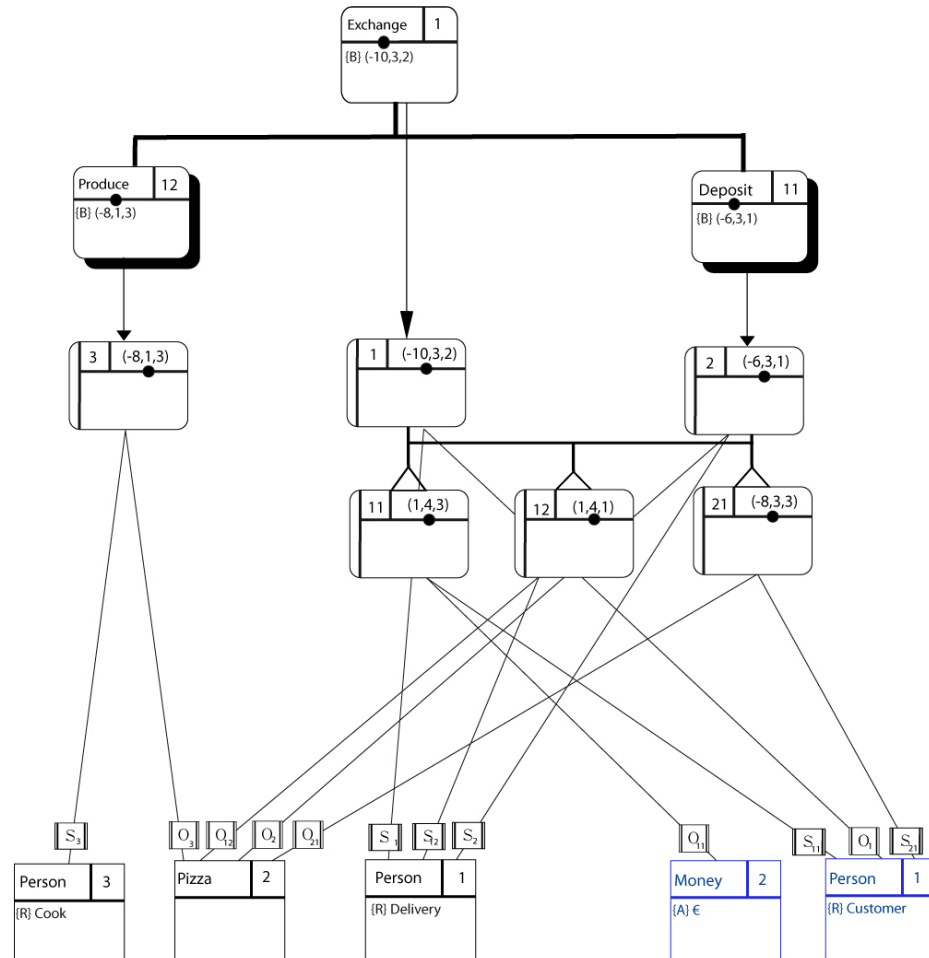 Exchange 1
{B} (-10,3,2)
Produce 12
{B} (-8,1,3)
Deposit 11
{B} (-6,3,1)
3 (-8,1,3)
1 (-10,3,2)
2 (-6,3,1)
11 (1,4,3)
12 (1,4,1)
21 (-8,3,3)
S3 O3 O12 O2 O21 S1 S12 S2 O11 S11 O1 S21
Person 3
{R} Cook
Pizza 2
Person 1
{R} Delivery
Money 2
{A} €
Person 1
{R} Customer